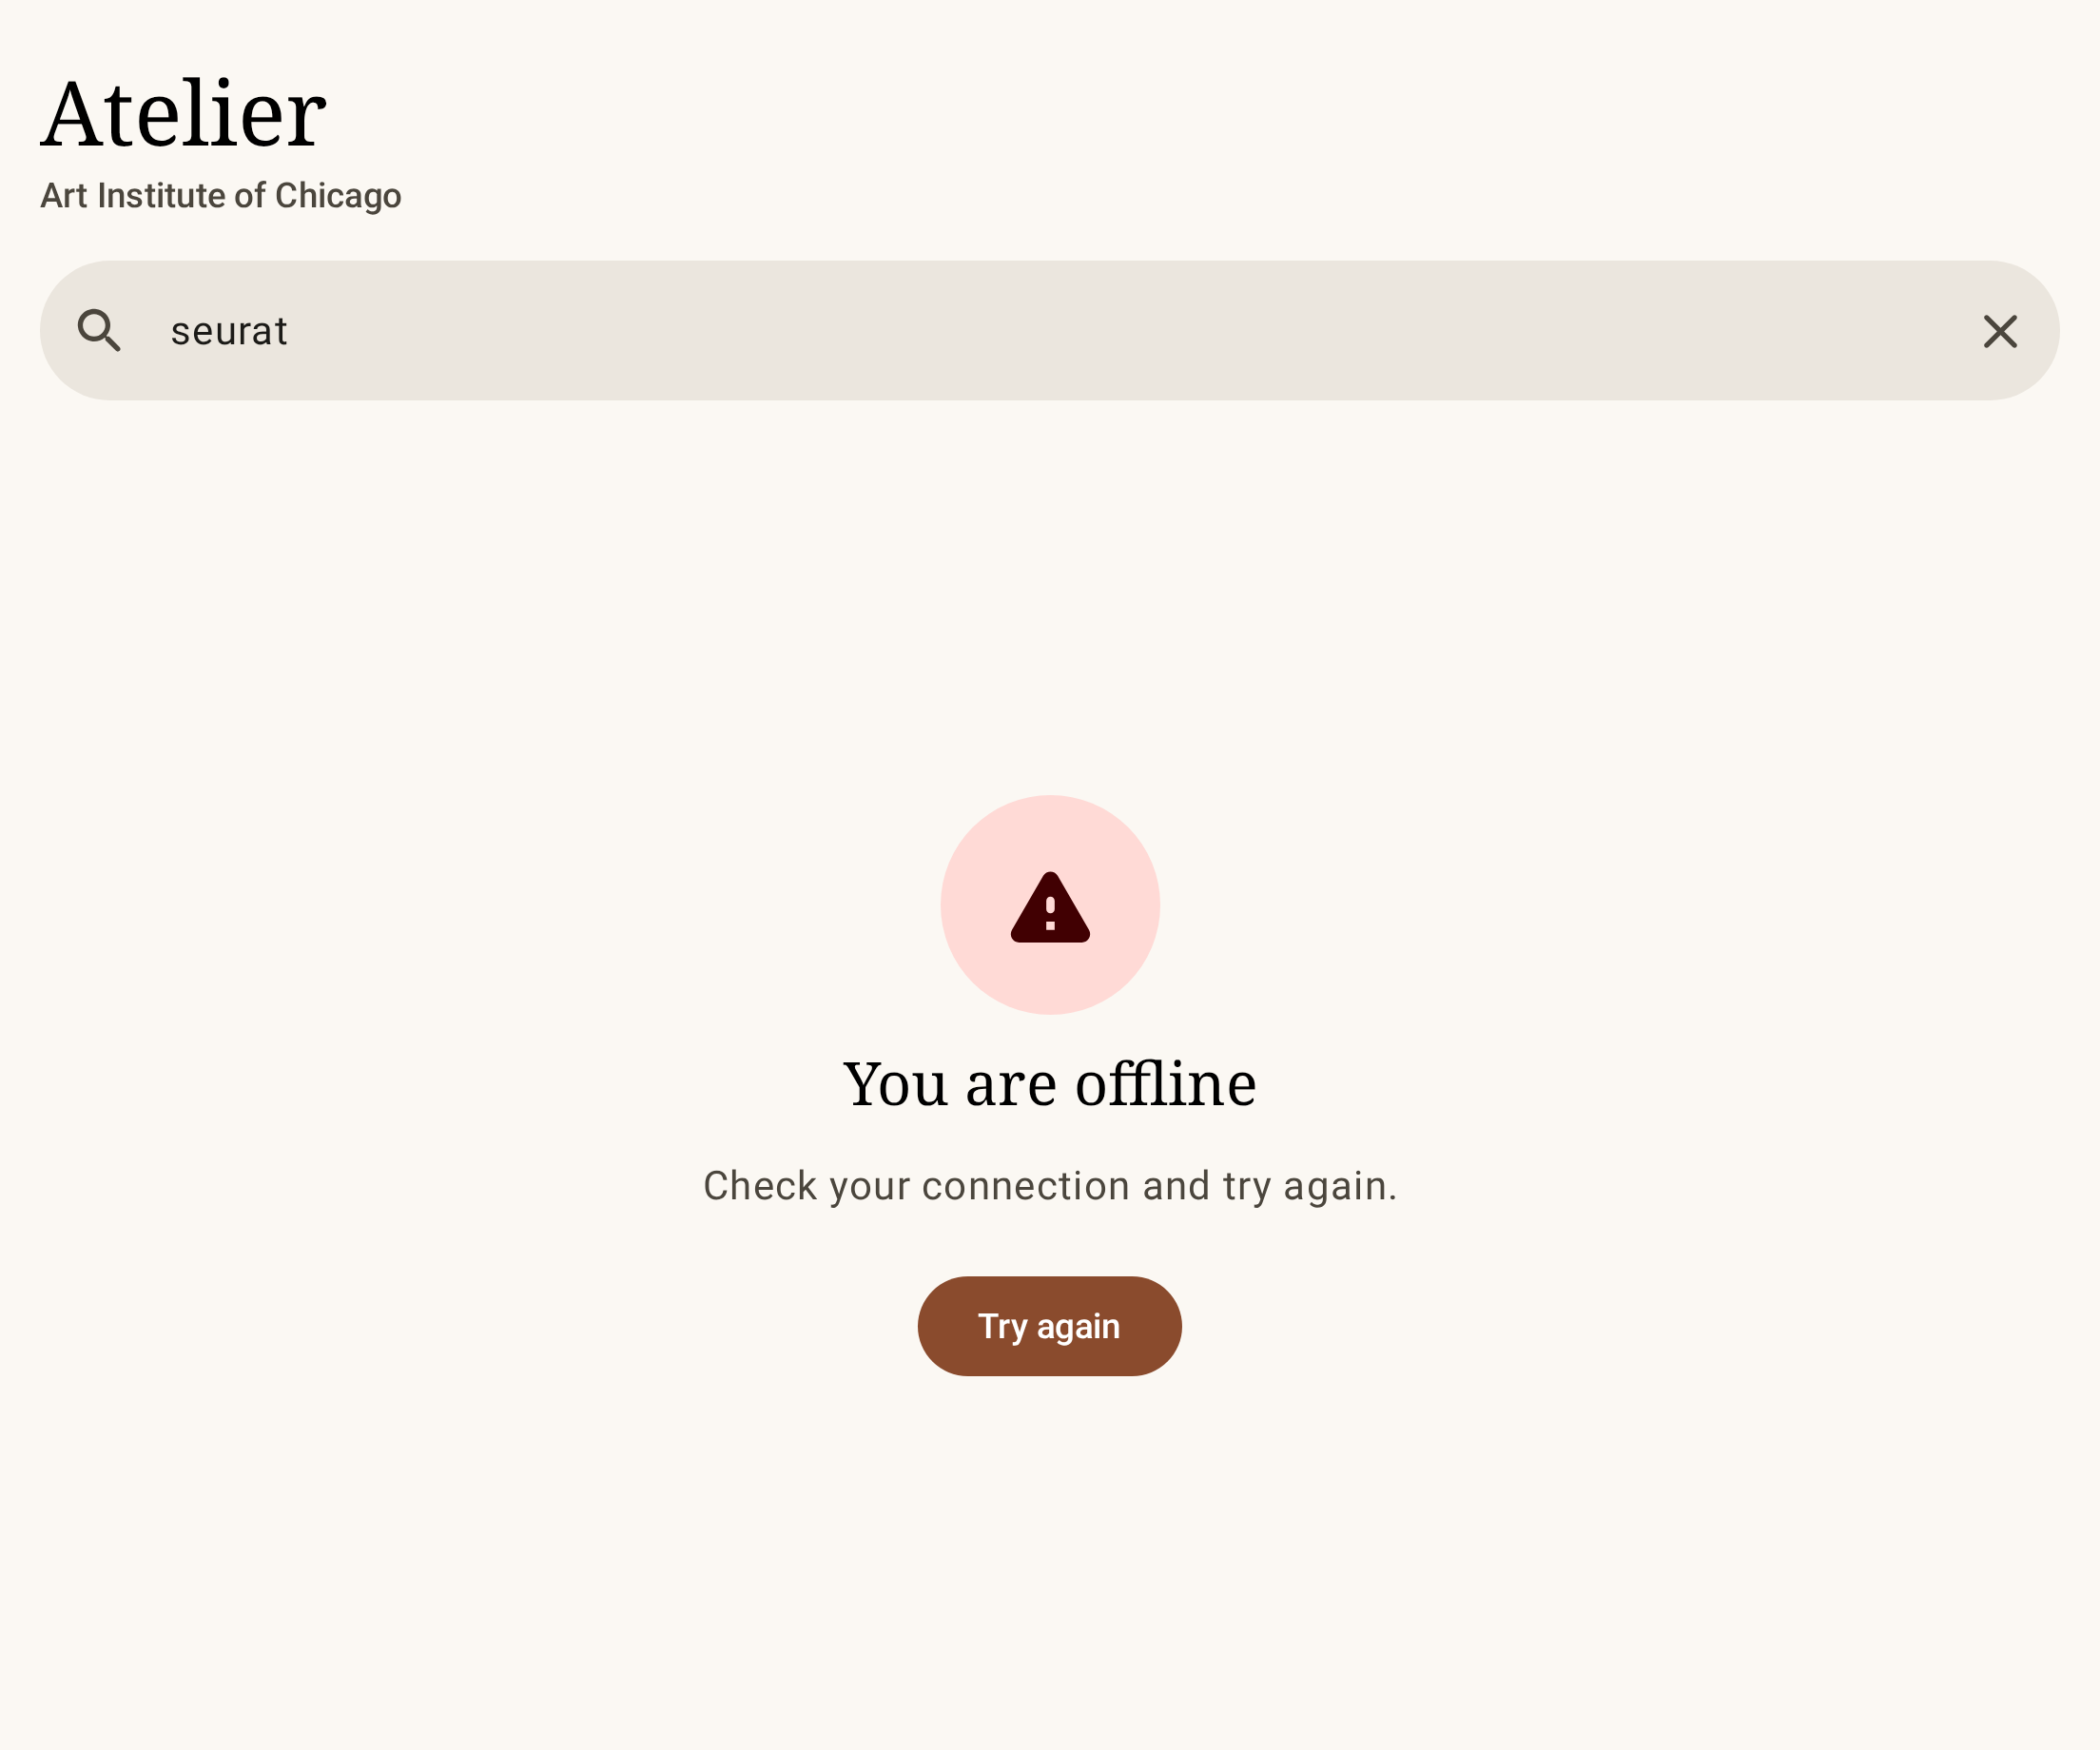 Atelier
Art Institute of Chicago
seurat
You are offline
Check your connection and try again.
Try again